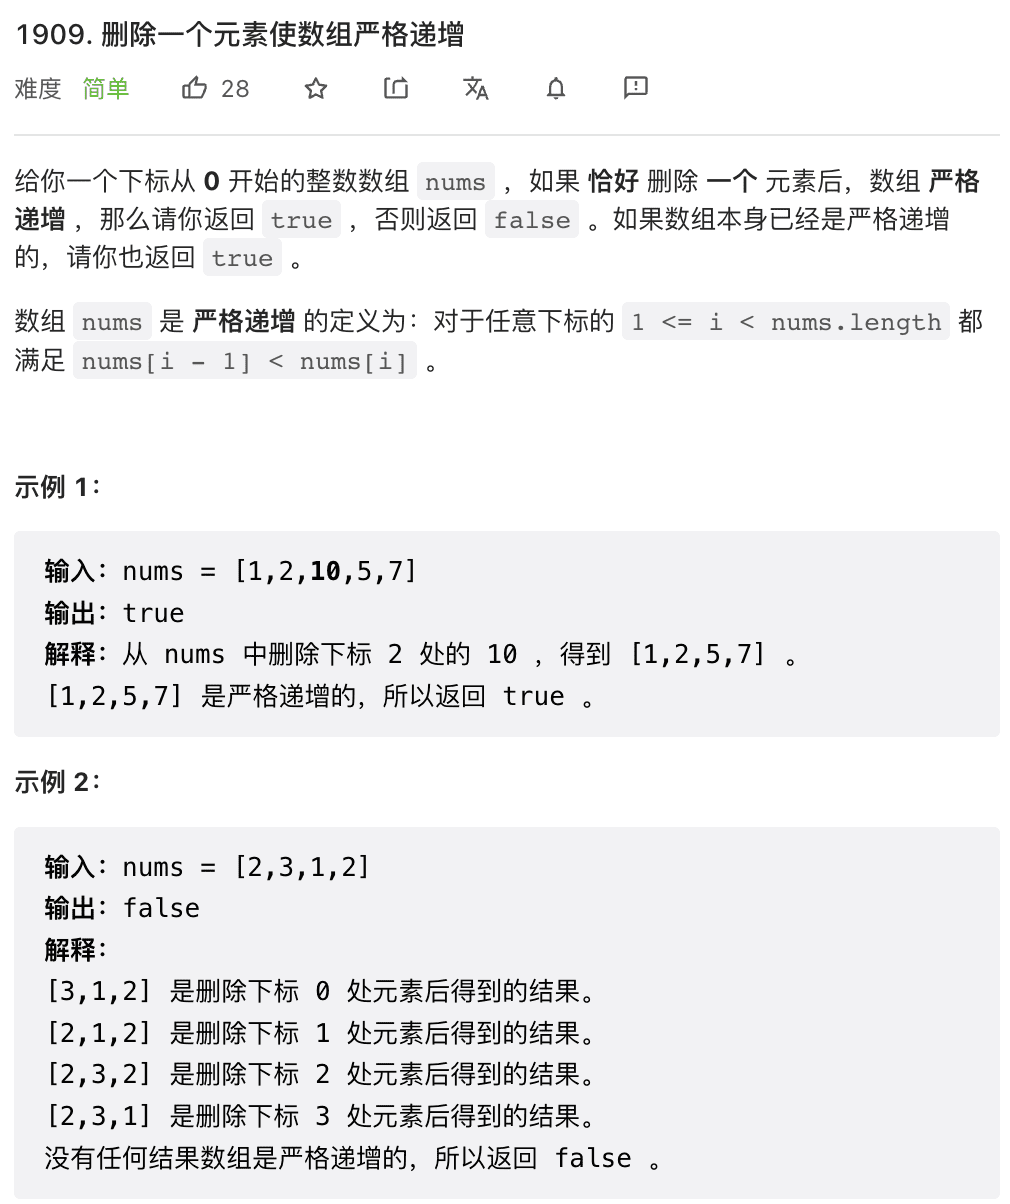 1909. 删除一个元素使数组严格递增
难度 简单 28
给你一个下标从 0 开始的整数数组 nums ，如果 恰好 删除 一个 元素后，数组 严格
递增 ，那么请你返回 true ，否则返回 false 。如果数组本身已经是严格递增
的，请你也返回 true 。
数组 nums 是 严格递增 的定义为：对于任意下标的 1 <= i < nums.length 都
满足 nums[i - 1] < nums[i] 。
示例 1：
输入：nums = [1,2,10,5,7]
输出：true
解释：从 nums 中删除下标 2 处的 10 ，得到 [1,2,5,7] 。
[1,2,5,7] 是严格递增的，所以返回 true 。
示例 2：
输入：nums = [2,3,1,2]
输出：false
解释：
[3,1,2] 是删除下标 0 处元素后得到的结果。
[2,1,2] 是删除下标 1 处元素后得到的结果。
[2,3,2] 是删除下标 2 处元素后得到的结果。
[2,3,1] 是删除下标 3 处元素后得到的结果。
没有任何结果数组是严格递增的，所以返回 false 。